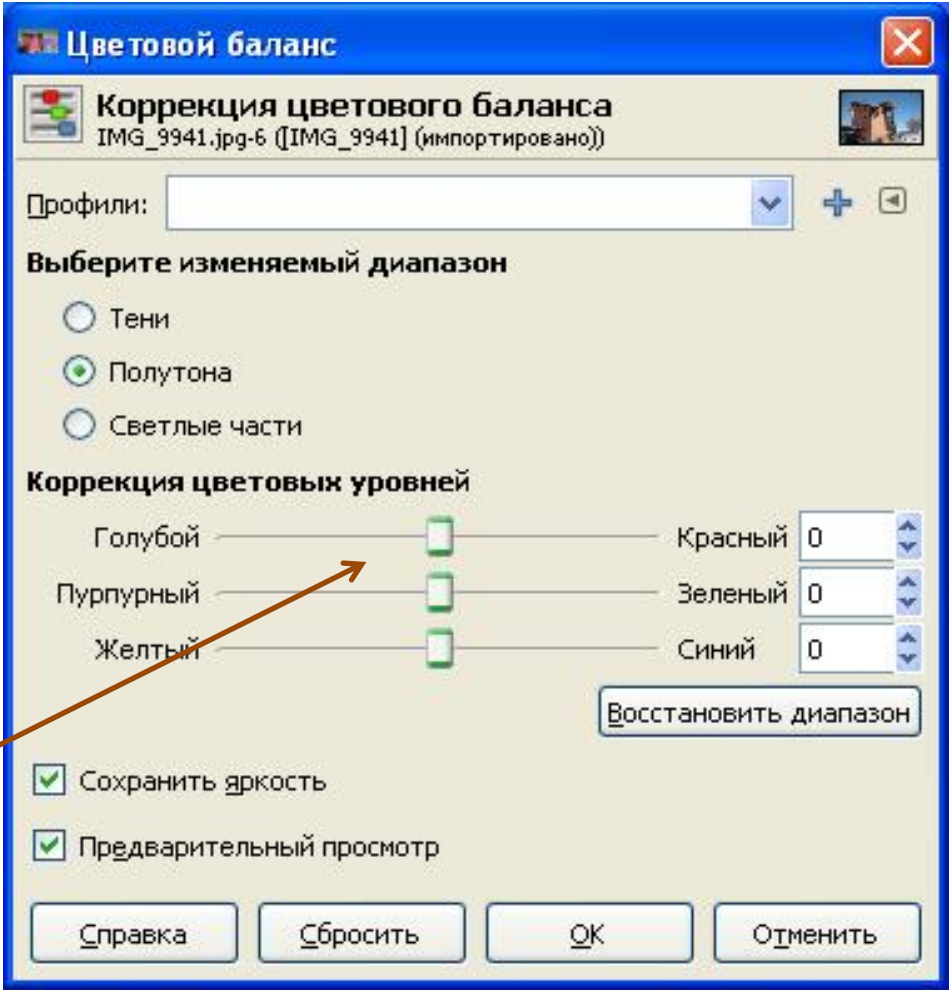 Цветовой баланс
Коррекция цветового баланса
IMG_9941.jpg-6 ([IMG_9941] (импортировано))
Профили:
Выберите изменяемый диапазон
Тени
Полутона
Светлые части
Коррекция цветовых уровней
Голубой Красный 0
Пурпурный Зеленый 0
Желтый Синий 0
Восстановить диапазон
Сохранить яркость
Предварительный просмотр
Справка Сбросить OK Отменить